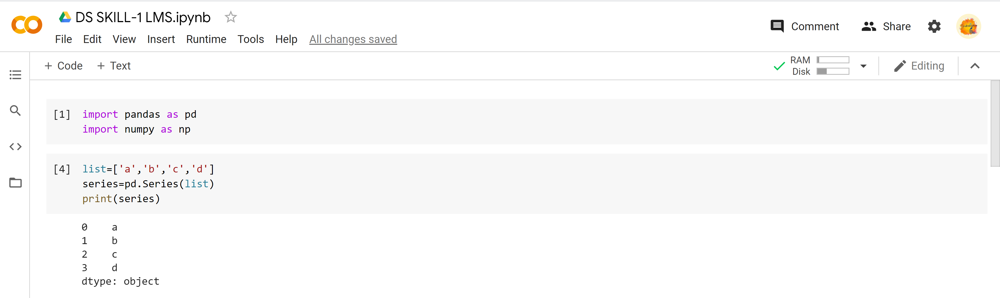 DS SKILL-1 LMS.ipynb
File Edit View Insert Runtime Tools Help All changes saved
Comment Share
+ Code + Text
RAM
Disk
Editing
[1] import pandas as pd
import numpy as np
[4] list=['a','b','c','d']
series=pd.Series(list)
print(series)
0    a
1    b
2    c
3    d
dtype: object